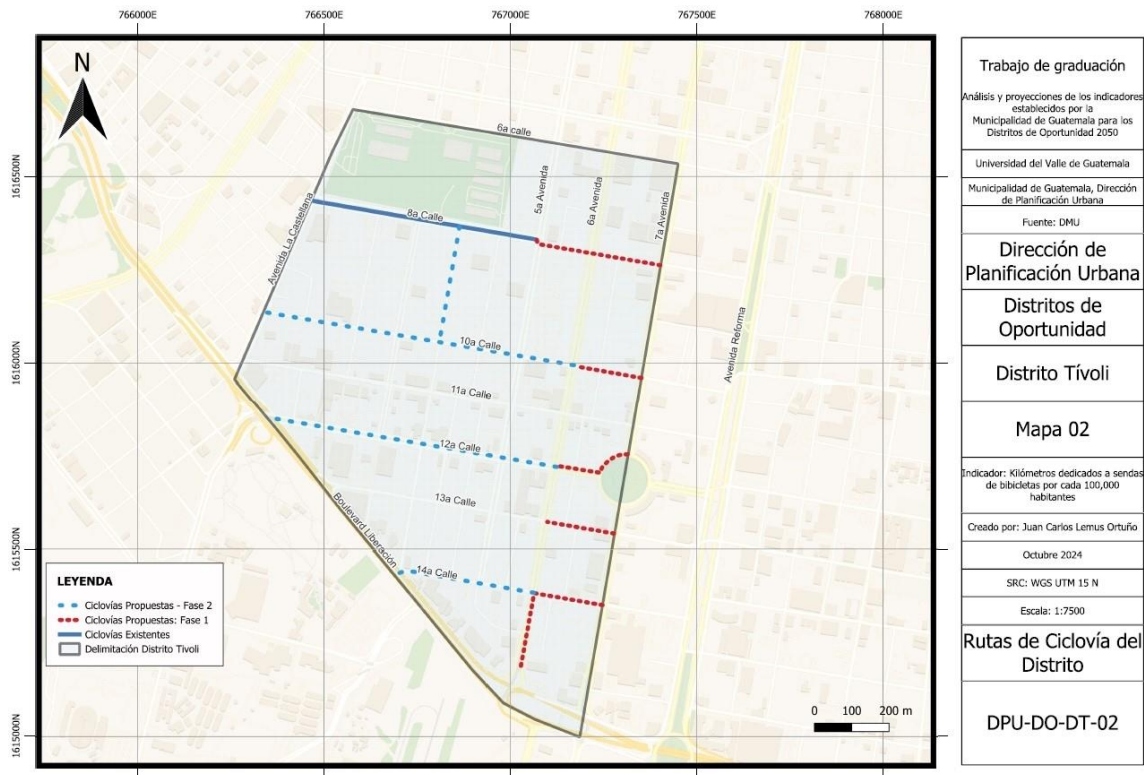 766000N
766500N
767000N
767500N
768000N
1616500N
1616000N
1615500N
1615000N
N
6a calle
5a Avenida
6a Avenida
7a Avenida
8a Calle
Avenida La Castellana
10a Calle
Avenida Reforma
11a Calle
12a Calle
13a Calle
Boulevard Liberación
14a Calle
LEYENDA
Ciclovías Propuestas - Fase 2
Ciclovías Propuestas: Fase 1
Ciclovías Existentes
Delimitación Distrito Tivoli
0 100 200 m
Trabajo de graduación
Análisis y proyecciones de los indicadores
establecidos por la
Municipalidad de Guatemala para los
Distritos de Oportunidad 2050
Universidad del Valle de Guatemala
Municipalidad de Guatemala, Dirección
de Planificación Urbana
Fuente: DMU
Dirección de
Planificación Urbana
Distritos de
Oportunidad
Distrito Tívoli
Mapa 02
Indicador: Kilómetros dedicados a sendas
de bibicletas por cada 100,000
habitantes
Creado por: Juan Carlos Lemus Ortuño
Octubre 2024
SRC: WGS UTM 15 N
Escala: 1:7500
Rutas de Ciclovía del
Distrito
DPU-DO-DT-02